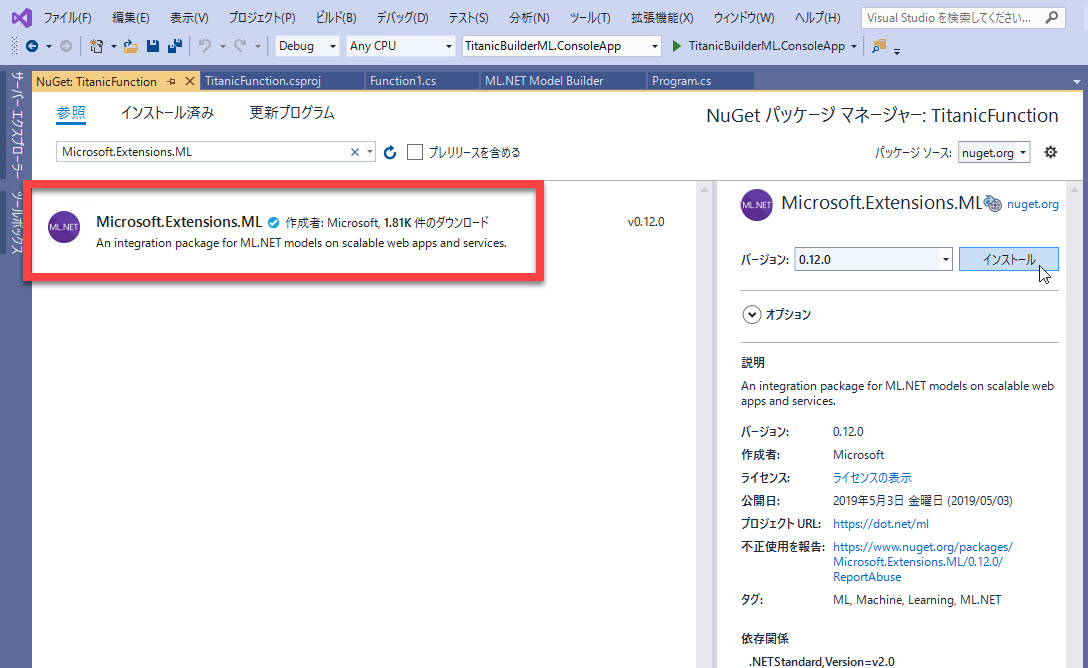 ファイル(F) 編集(E) 表示(V) プロジェクト(P) ビルド(B) デバッグ(D) テスト(S) 分析(N) ツール(T) 拡張機能(X) ウィンドウ(W) ヘルプ(H) Visual Studio を検索してください...
Debug Any CPU TitanicBuilderML.ConsoleApp TitanicBuilderML.ConsoleApp
サーバー エクスプローラー
ツールボックス
NuGet: TitanicFunction TitanicFunction.csproj Function1.cs ML.NET Model Builder Program.cs
参照 インストール済み 更新プログラム
NuGet パッケージ マネージャー: TitanicFunction
Microsoft.Extensions.ML プレリリースを含める パッケージ ソース: nuget.org
ML.NET
Microsoft.Extensions.ML 作成者: Microsoft, 1.81K 件のダウンロード v0.12.0
An integration package for ML.NET models on scalable web apps and services.
ML.NET
Microsoft.Extensions.ML nuget.org
バージョン: 0.12.0 インストール
オプション
説明
An integration package for ML.NET models on scalable web
apps and services.
バージョン: 0.12.0
作成者: Microsoft
ライセンス: ライセンスの表示
公開日: 2019年5月3日 金曜日 (2019/05/03)
プロジェクト URL: https://dot.net/ml
不正使用を報告: https://www.nuget.org/packages/
Microsoft.Extensions.ML/0.12.0/
ReportAbuse
タグ: ML, Machine, Learning, ML.NET
依存関係
.NETStandard,Version=v2.0